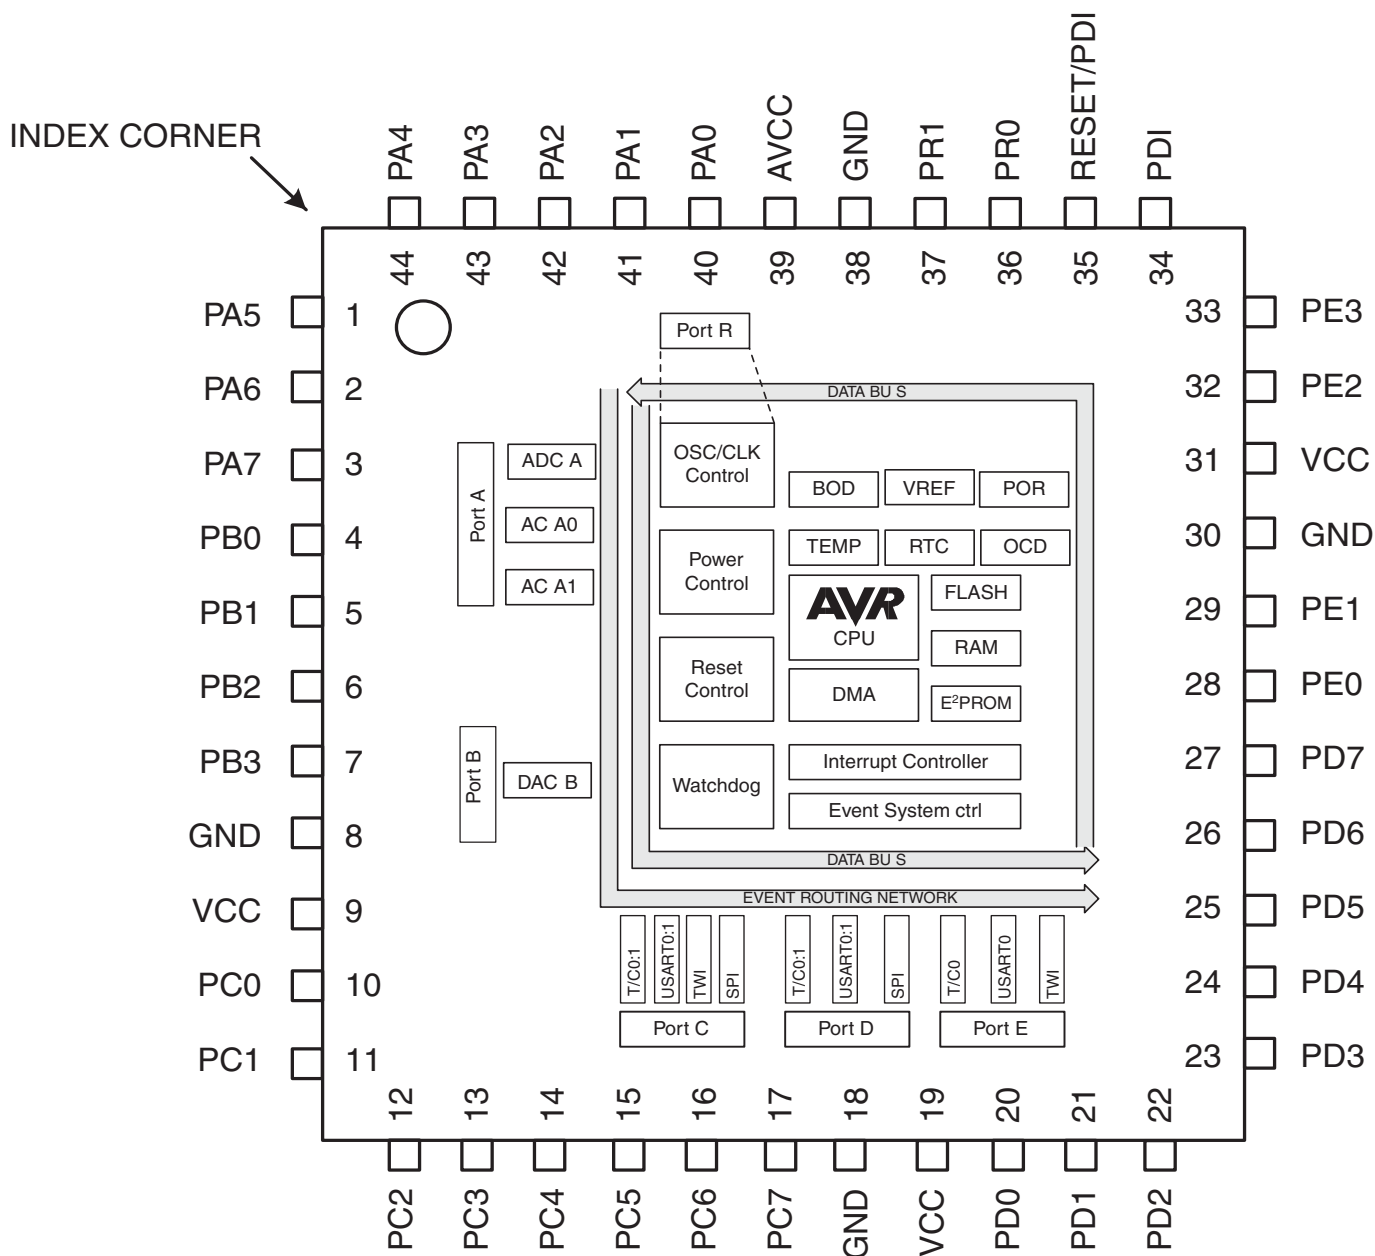 INDEX CORNER
PA4
PA3
PA2
PA1
PA0
AVCC
GND
PR1
PR0
RESET/PDI
PDI
44
43
42
41
40
39
38
37
36
35
34
PA5
1
PA6
2
PA7
3
PB0
4
PB1
5
PB2
6
PB3
7
GND
8
VCC
9
PC0
10
PC1
11
33
PE3
32
PE2
31
VCC
30
GND
29
PE1
28
PE0
27
PD7
26
PD6
25
PD5
24
PD4
23
PD3
Port R
DATA BU S
OSC/CLK
Control
Port A
ADC A
AC A0
AC A1
BOD
VREF
POR
TEMP
RTC
OCD
Power
Control
AVR
CPU
FLASH
RAM
Reset
Control
DMA
E²PROM
Port B
DAC B
Watchdog
Interrupt Controller
Event System ctrl
DATA BU S
EVENT ROUTING NETWORK
T/C0:1
USART0:1
TWI
SPI
T/C0:1
USART0:1
SPI
T/C0
USART0
TWI
Port C
Port D
Port E
12
13
14
15
16
17
18
19
20
21
22
PC2
PC3
PC4
PC5
PC6
PC7
GND
VCC
PD0
PD1
PD2